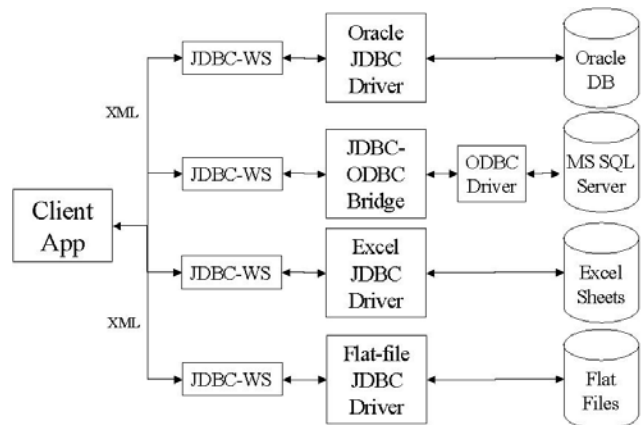 Oracle
JDBC
Driver
JDBC-WS
Oracle
DB
XML
JDBC-
ODBC
Bridge
JDBC-WS
ODBC
Driver
MS SQL
Server
Client
App
Excel
JDBC
Driver
JDBC-WS
Excel
Sheets
XML
Flat-file
JDBC
Driver
JDBC-WS
Flat
Files